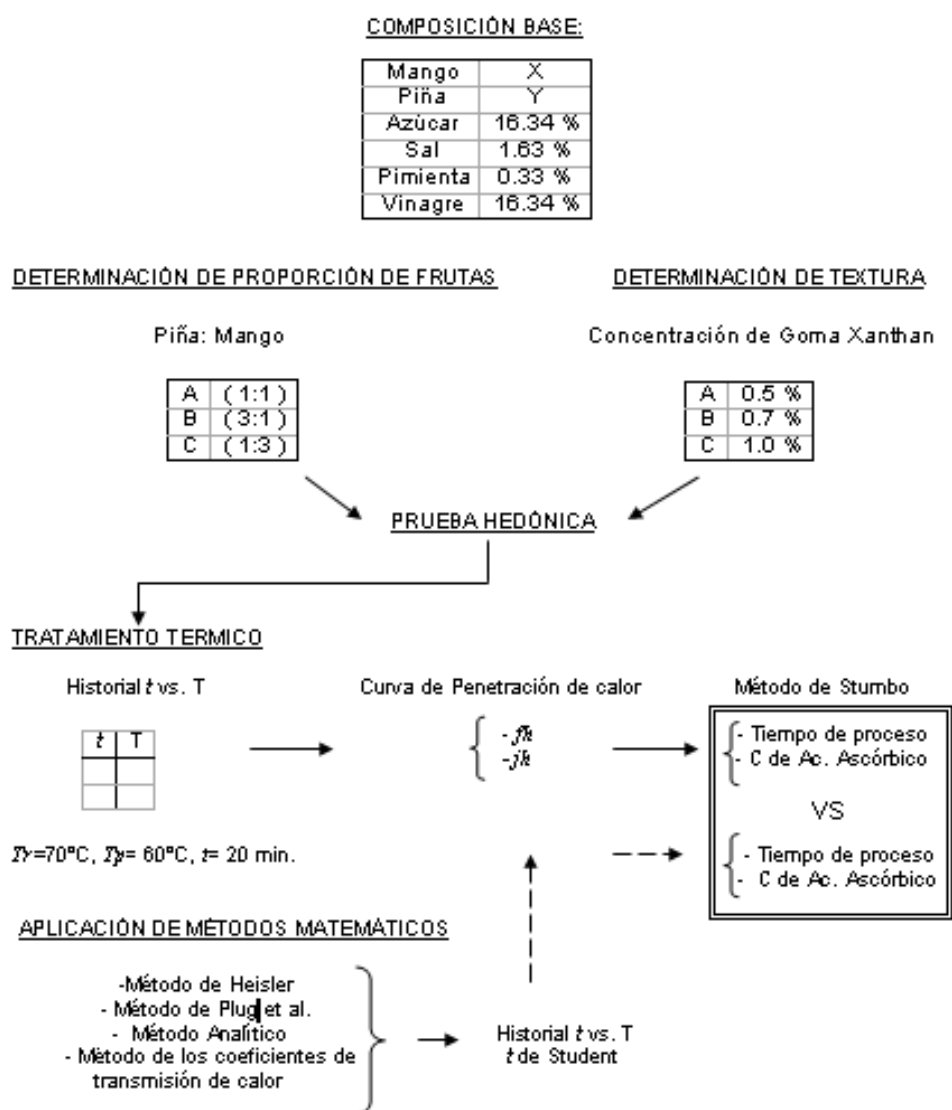 COMPOSICIÓN BASE:
Mango X
Piña Y
Azúcar 16.34 %
Sal 1.63 %
Pimienta 0.33 %
Vinagre 16.34 %
DETERMINACIÓN DE PROPORCIÓN DE FRUTAS
Piña: Mango
A ( 1:1 )
B ( 3:1 )
C ( 1:3 )
DETERMINACIÓN DE TEXTURA
Concentración de Goma Xanthan
A 0.5 %
B 0.7 %
C 1.0 %
PRUEBA HEDÓNICA
TRATAMIENTO TERMICO
Historial t vs. T
t T
Tr=70ºC, Tp= 60ºC, t= 20 min.
Curva de Penetración de calor
- fh
-jh
Método de Stumbo
- Tiempo de proceso
- C de Ac. Ascórbico
VS
- Tiempo de proceso
- C de Ac. Ascórbico
APLICACIÓN DE MÉTODOS MATEMÁTICOS
-Método de Heisler
- Método de Plug et al.
- Método Analítico
- Método de los coeficientes de
transmisión de calor
Historial t vs. T
t de Student